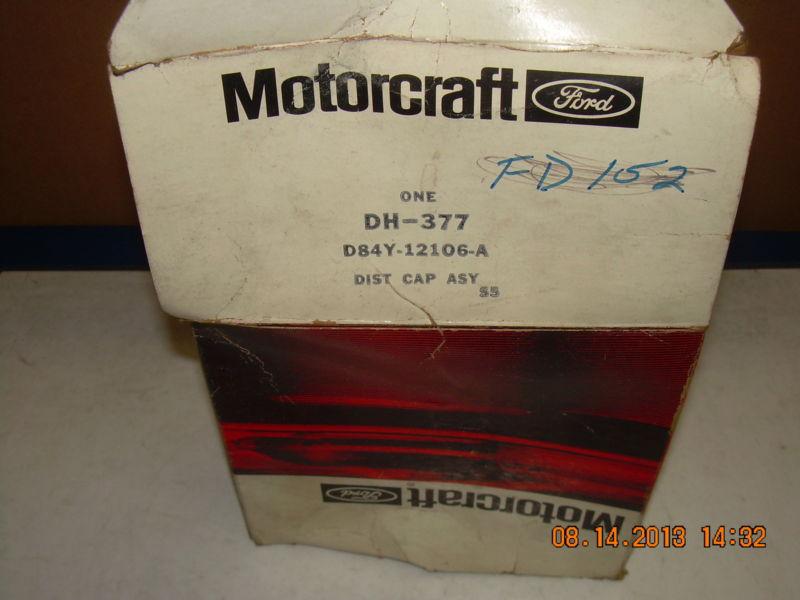 Motorcraft Ford
FD 152
ONE
DH-377
D84Y-12106-A
DIST CAP ASY
S5
Motorcraft Ford
08.14.2013 14:32